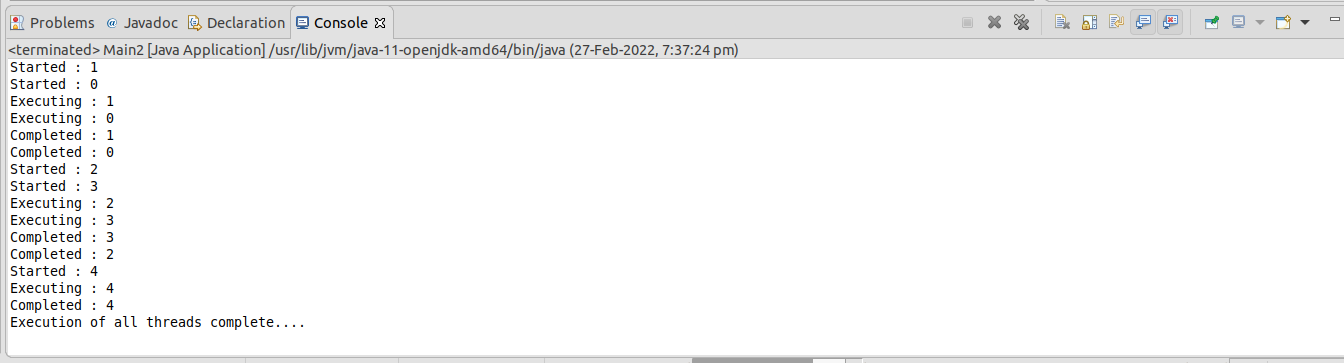 Problems @ Javadoc Declaration Console
<terminated> Main2 [Java Application] /usr/lib/jvm/java-11-openjdk-amd64/bin/java (27-Feb-2022, 7:37:24 pm)
Started : 1
Started : 0
Executing : 1
Executing : 0
Completed : 1
Completed : 0
Started : 2
Started : 3
Executing : 2
Executing : 3
Completed : 3
Completed : 2
Started : 4
Executing : 4
Completed : 4
Execution of all threads complete....